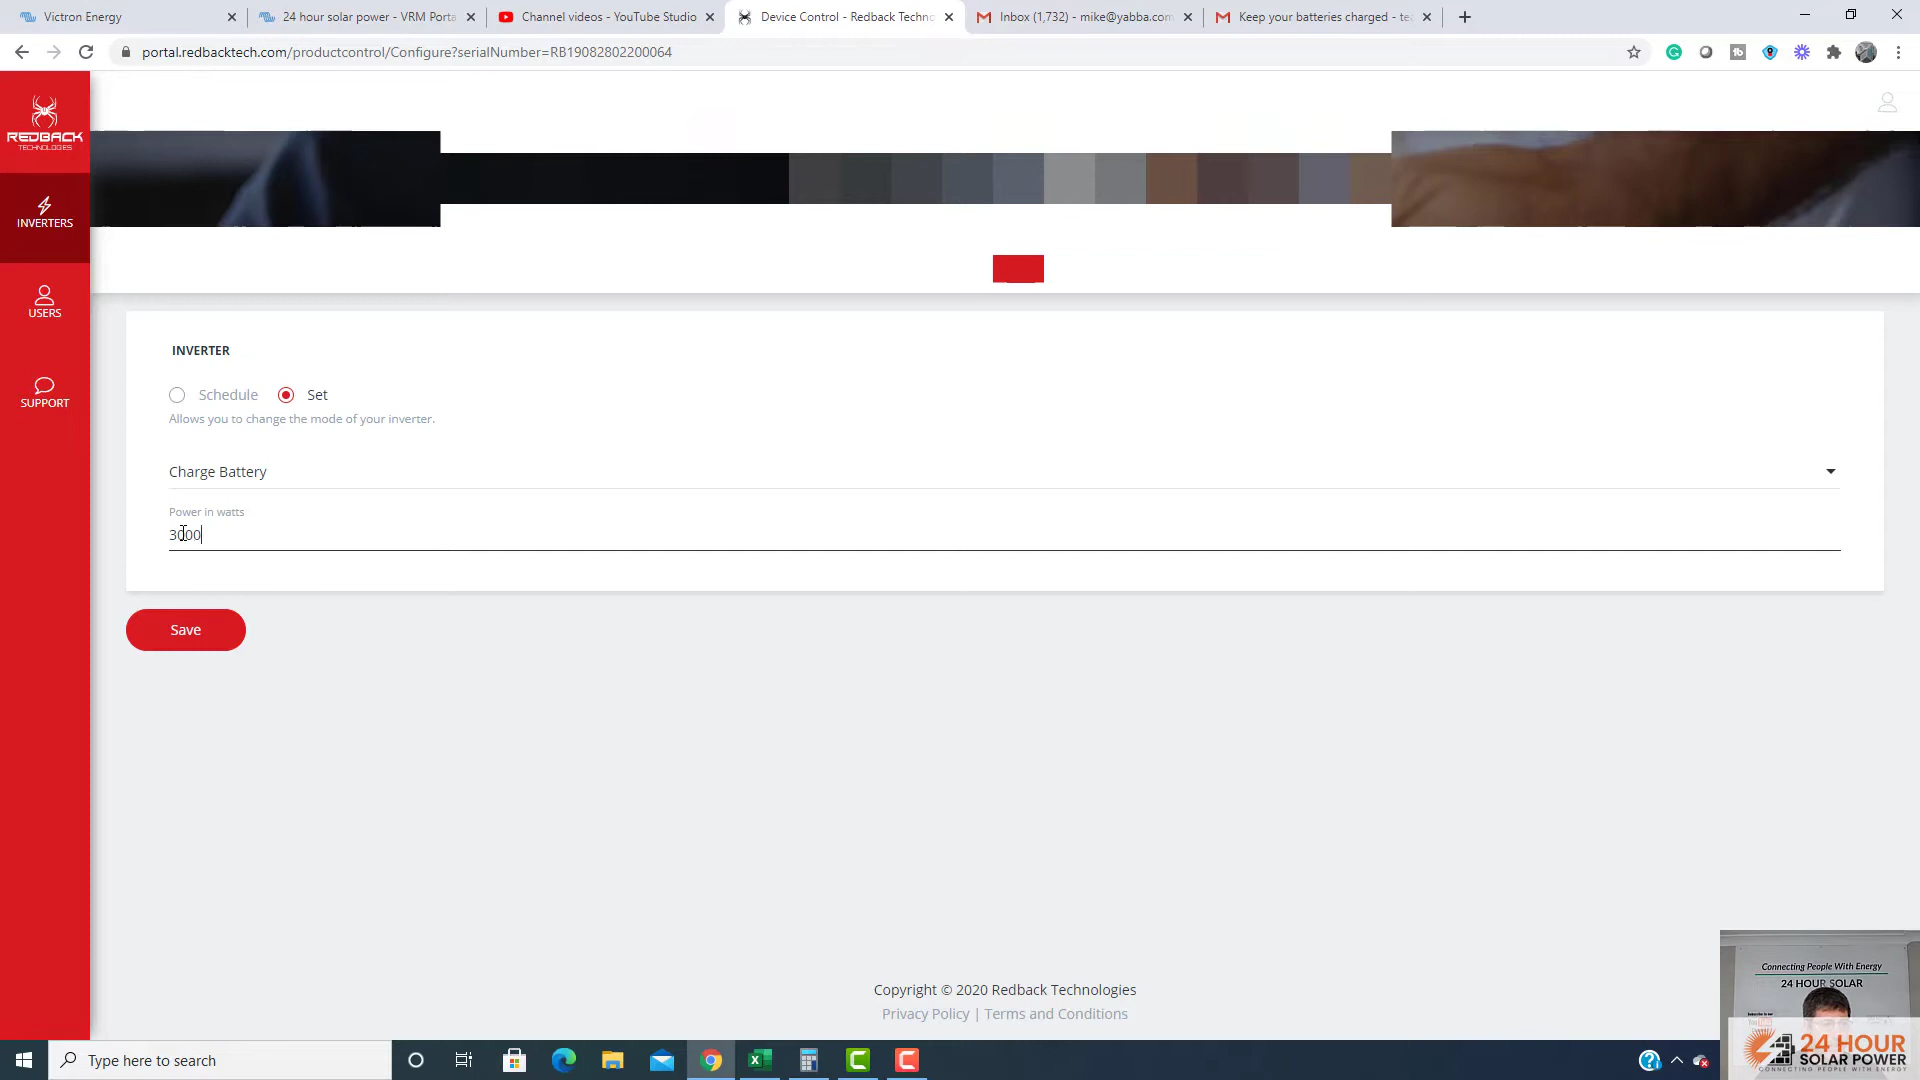 Victron Energy
24 hour solar power - VRM Porta
Channel videos - YouTube Studio
Device Control - Redback Techno
Inbox (1,732) - mike@yabba.com
Keep your batteries charged - te
portal.redbacktech.com/productcontrol/Configure?serialNumber=RB19082802200064
REDBACK
TECHNOLOGIES
INVERTERS
USERS
SUPPORT
INVERTER
Schedule
Set
Allows you to change the mode of your inverter.
Charge Battery
Power in watts
3000
Save
Copyright © 2020 Redback Technologies
Privacy Policy | Terms and Conditions
Connecting People With Energy
24 HOUR SOLAR
24 HOUR
SOLAR POWER
CONNECTING PEOPLE WITH ENERGY
Type here to search